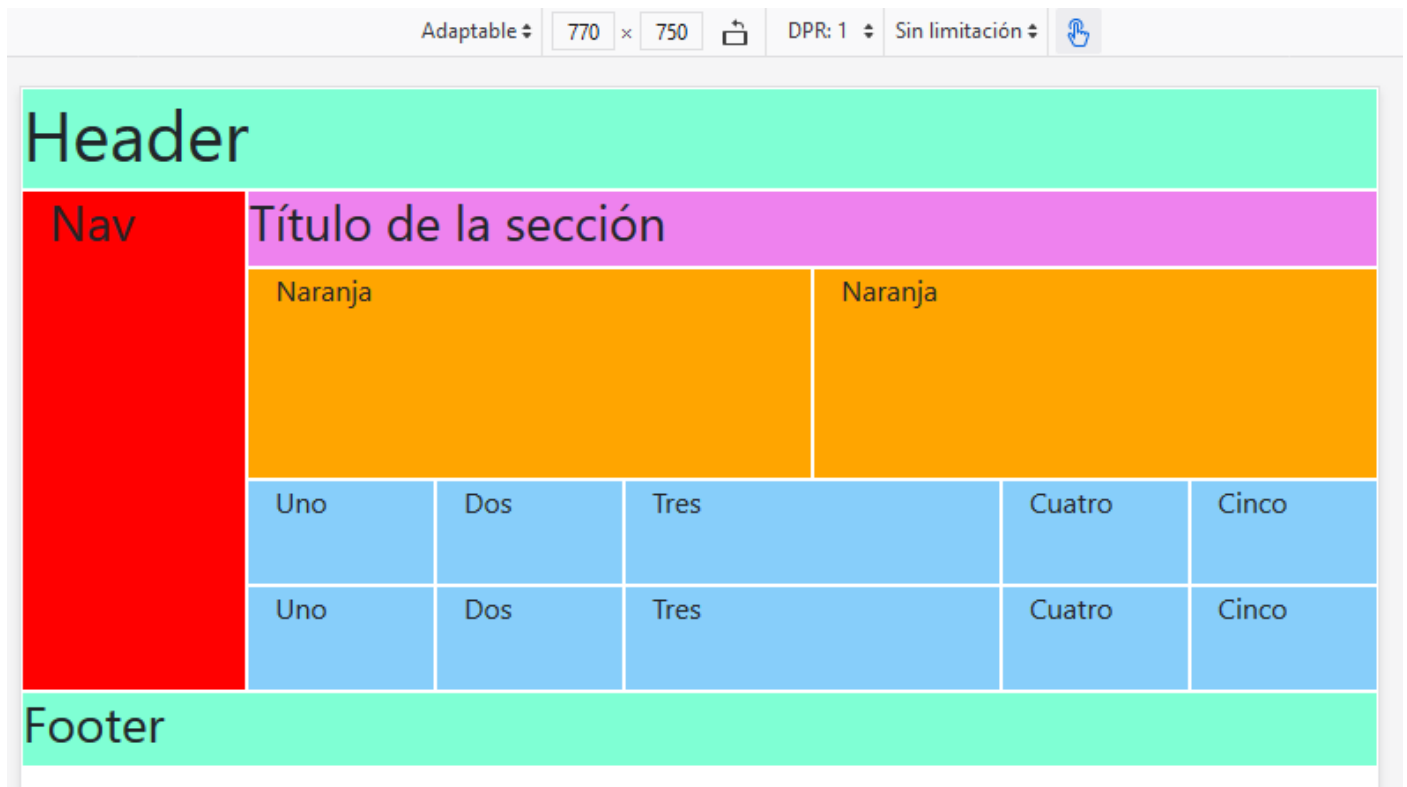 Adaptable 770 × 750 DPR: 1 Sin limitación
Header
Nav Título de la sección
Naranja Naranja
Uno Dos Tres Cuatro Cinco
Uno Dos Tres Cuatro Cinco
Footer